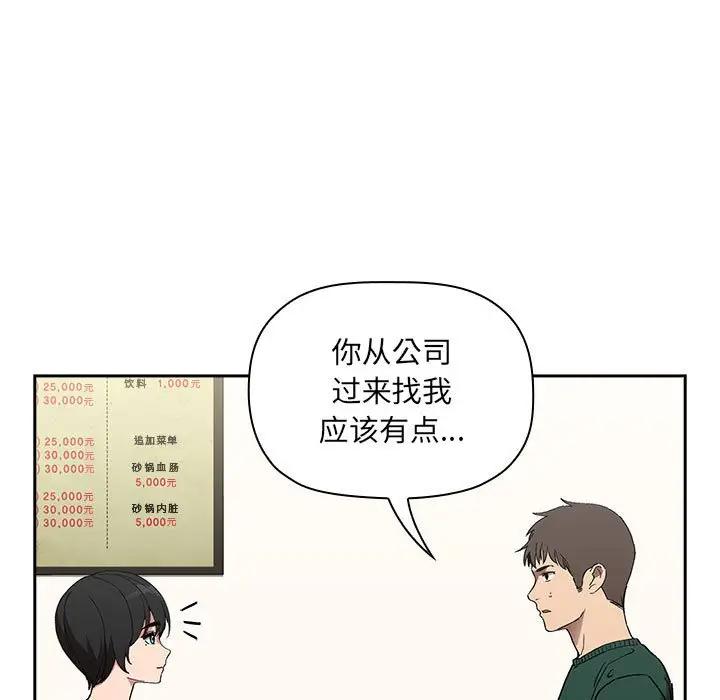 你从公司
过来找我
应该有点...
) 25,000元
) 30,000元
) 25,000元
) 30,000元
) 30,000元
) 25,000元
) 30,000元
) 30,000元
饮料 1,000元
追加菜单
砂锅血肠
5,000元
砂锅内脏
5,000元